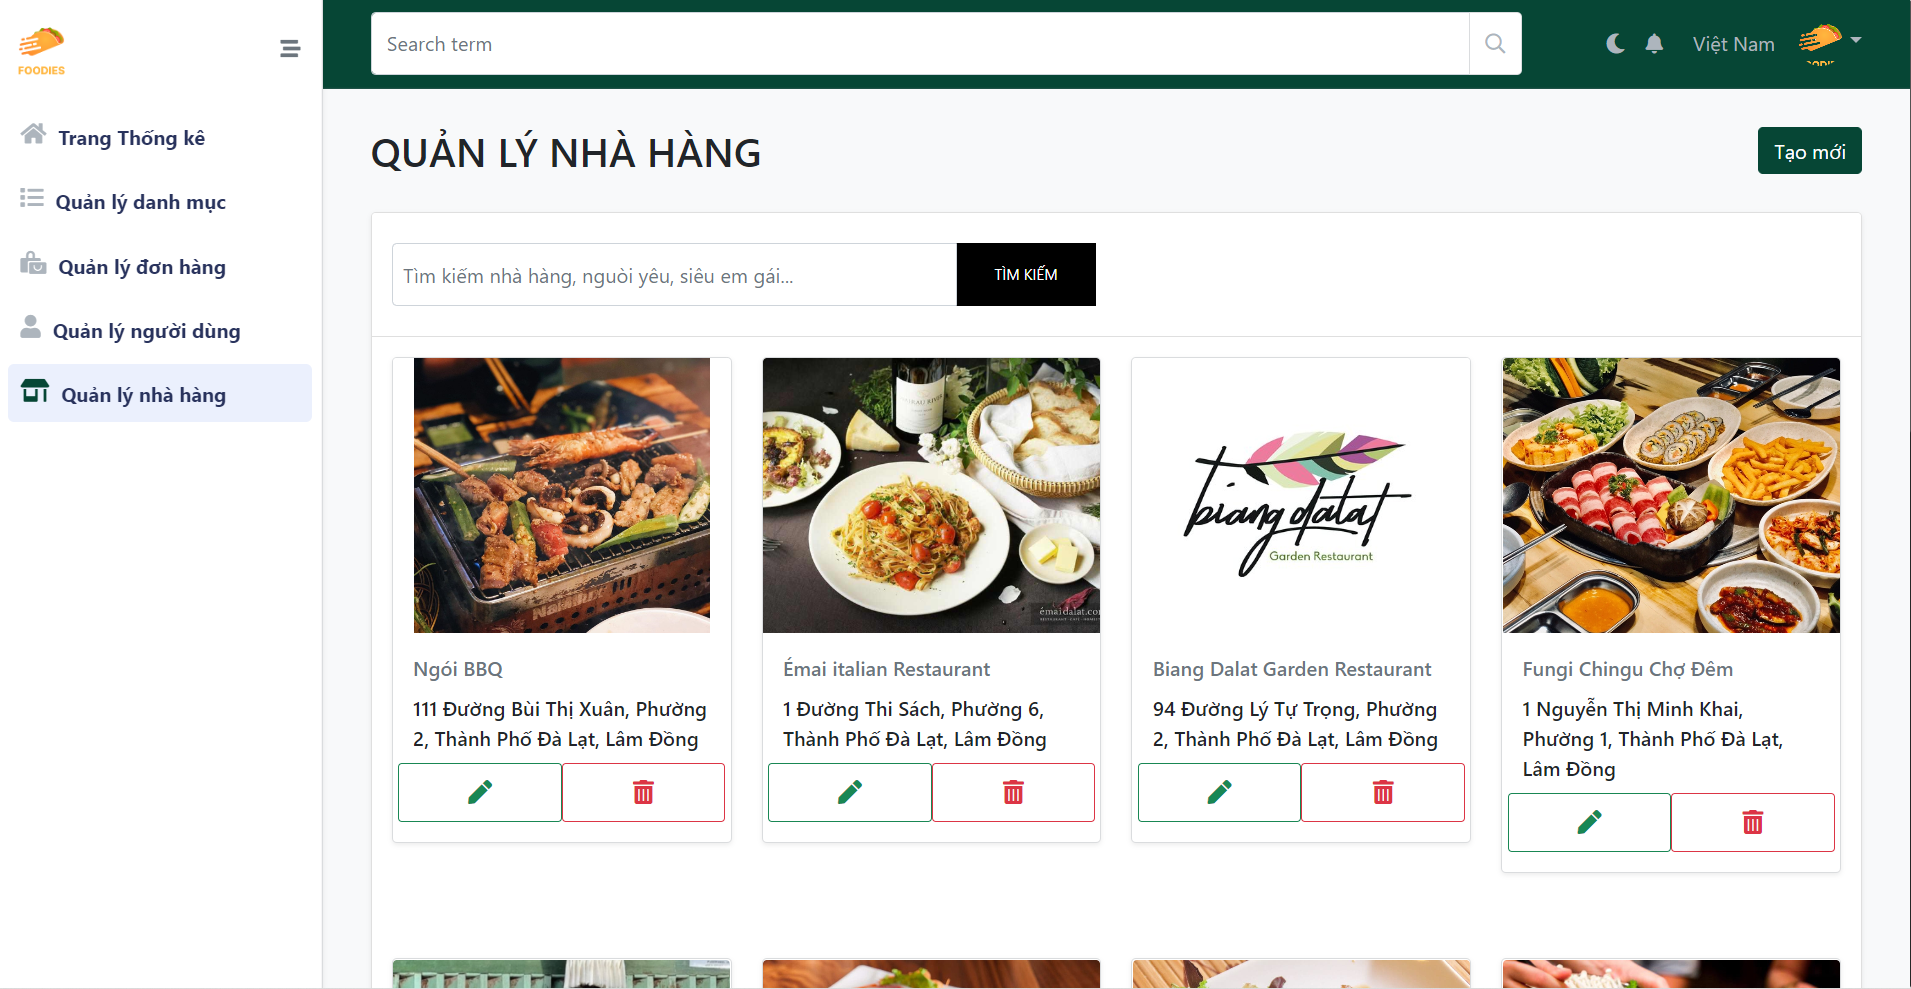 FOODIES
Search term
Việt Nam
Trang Thống kê
Quản lý danh mục
Quản lý đơn hàng
Quản lý người dùng
Quản lý nhà hàng
QUẢN LÝ NHÀ HÀNG
Tạo mới
Tìm kiếm nhà hàng, nguòi yêu, siêu em gái...
TÌM KIẾM
biang dalat
Garden Restaurant
Ngói BBQ
111 Đường Bùi Thị Xuân, Phường
2, Thành Phố Đà Lạt, Lâm Đồng
Émai italian Restaurant
1 Đường Thi Sách, Phường 6,
Thành Phố Đà Lạt, Lâm Đồng
Biang Dalat Garden Restaurant
94 Đường Lý Tự Trọng, Phường
2, Thành Phố Đà Lạt, Lâm Đồng
Fungi Chingu Chợ Đêm
1 Nguyễn Thị Minh Khai,
Phường 1, Thành Phố Đà Lạt,
Lâm Đồng